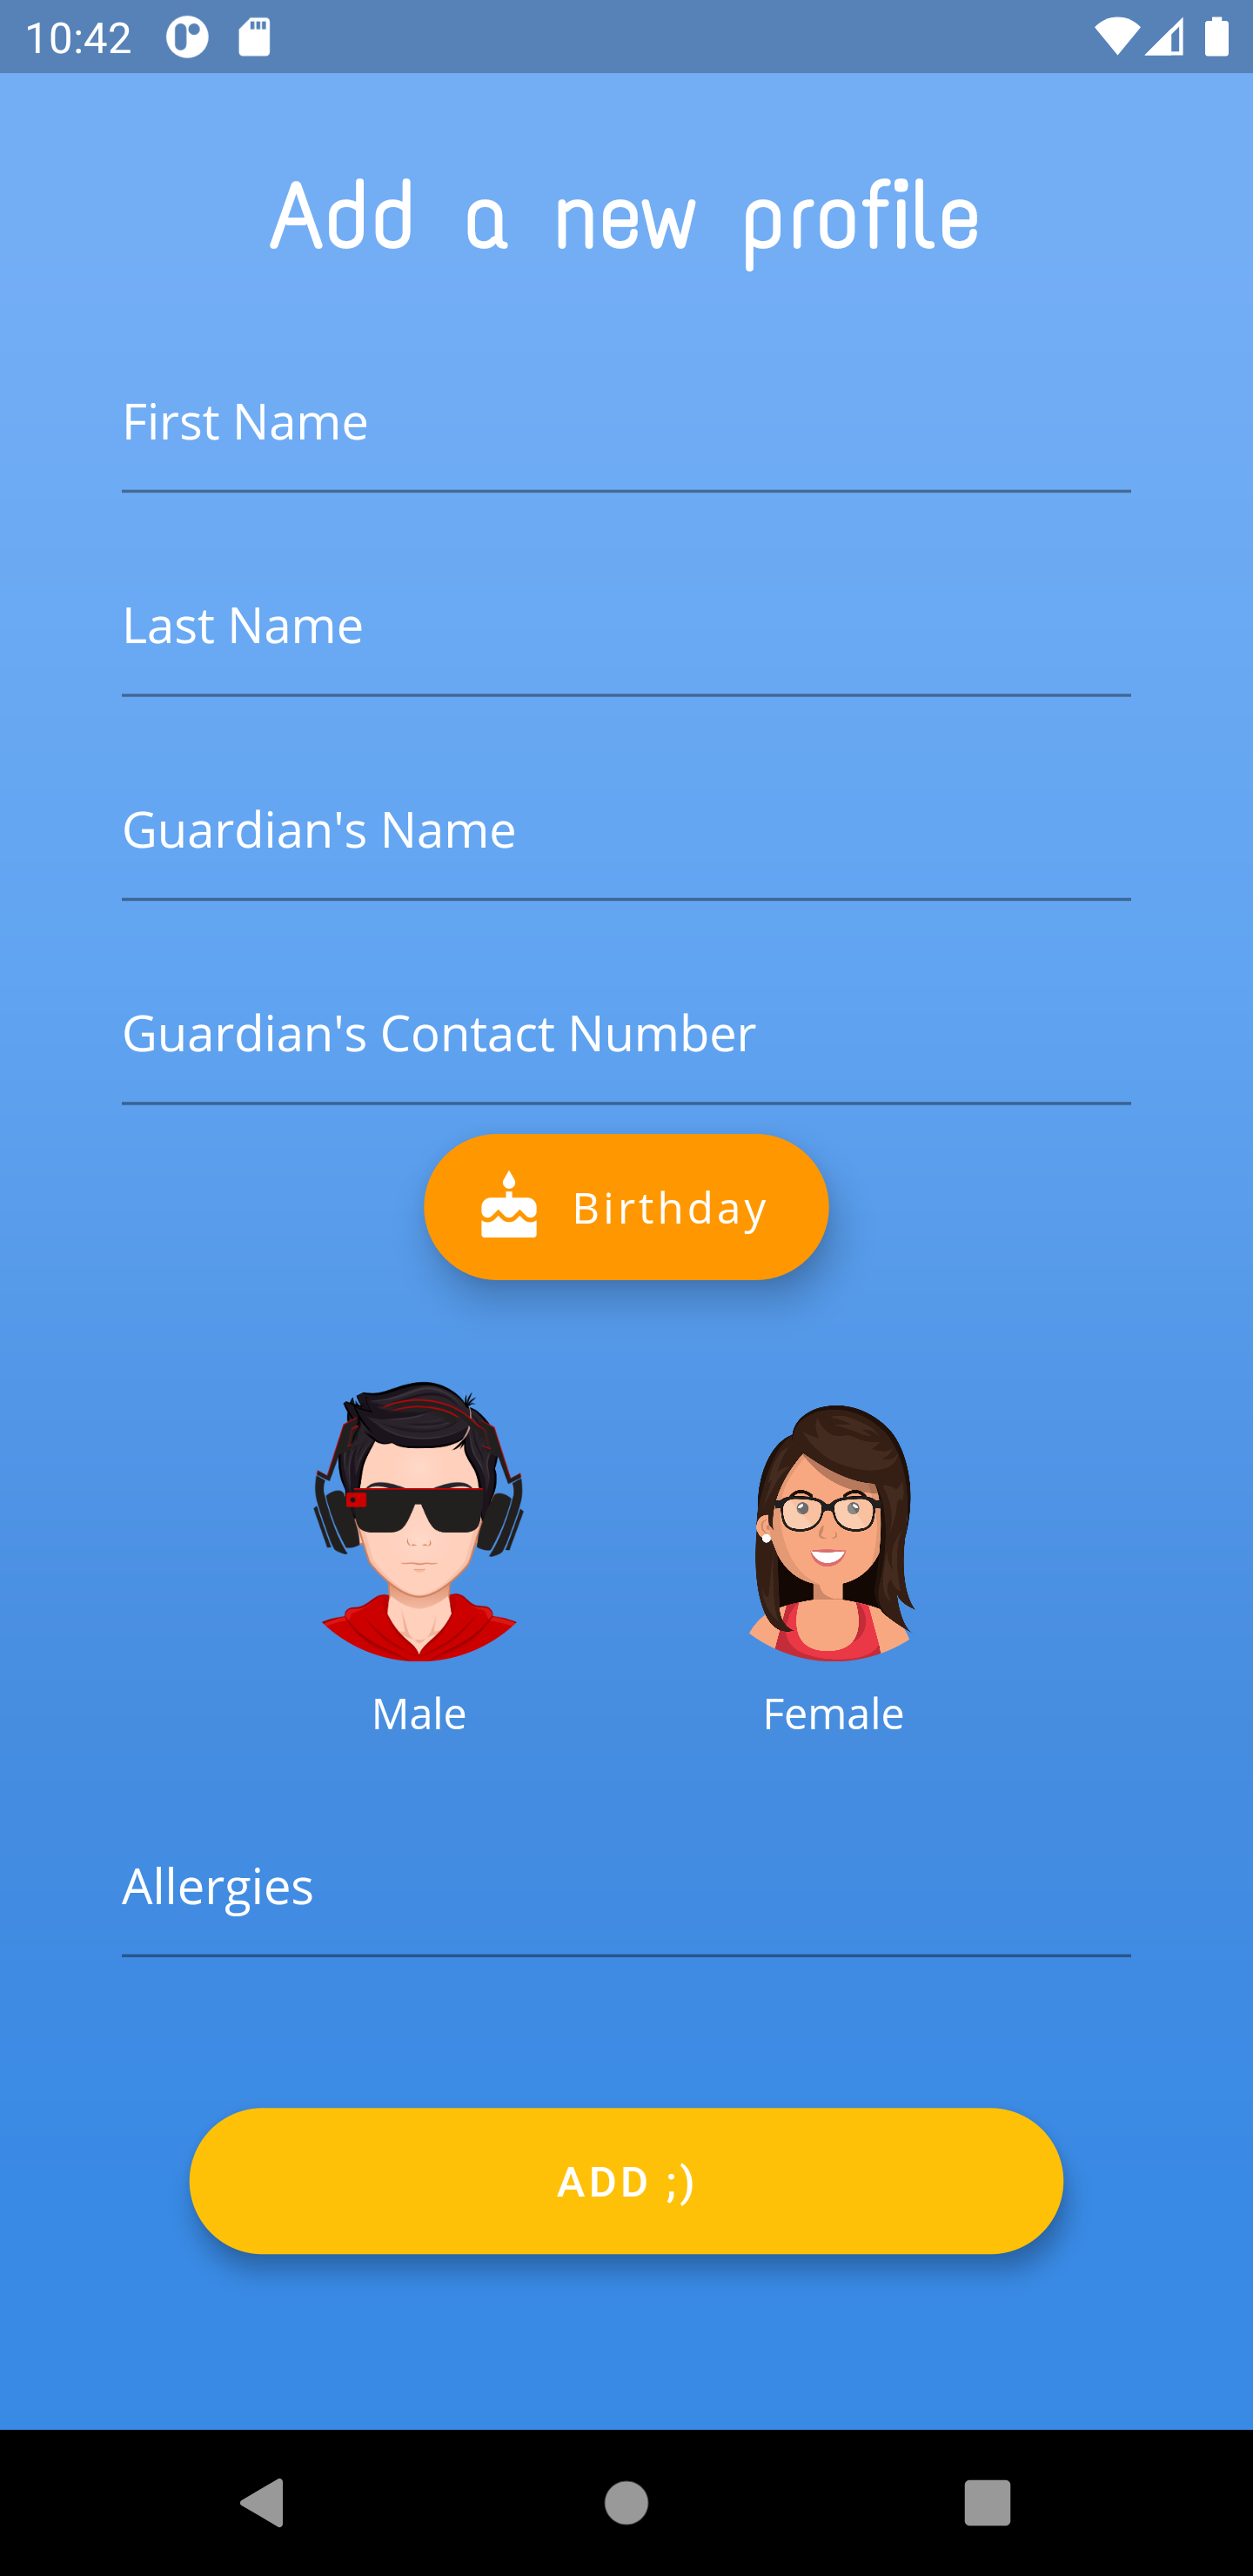 10:42
Add a new profile
First Name
Last Name
Guardian's Name
Guardian's Contact Number
Birthday
Male Female
Allergies
ADD ;)